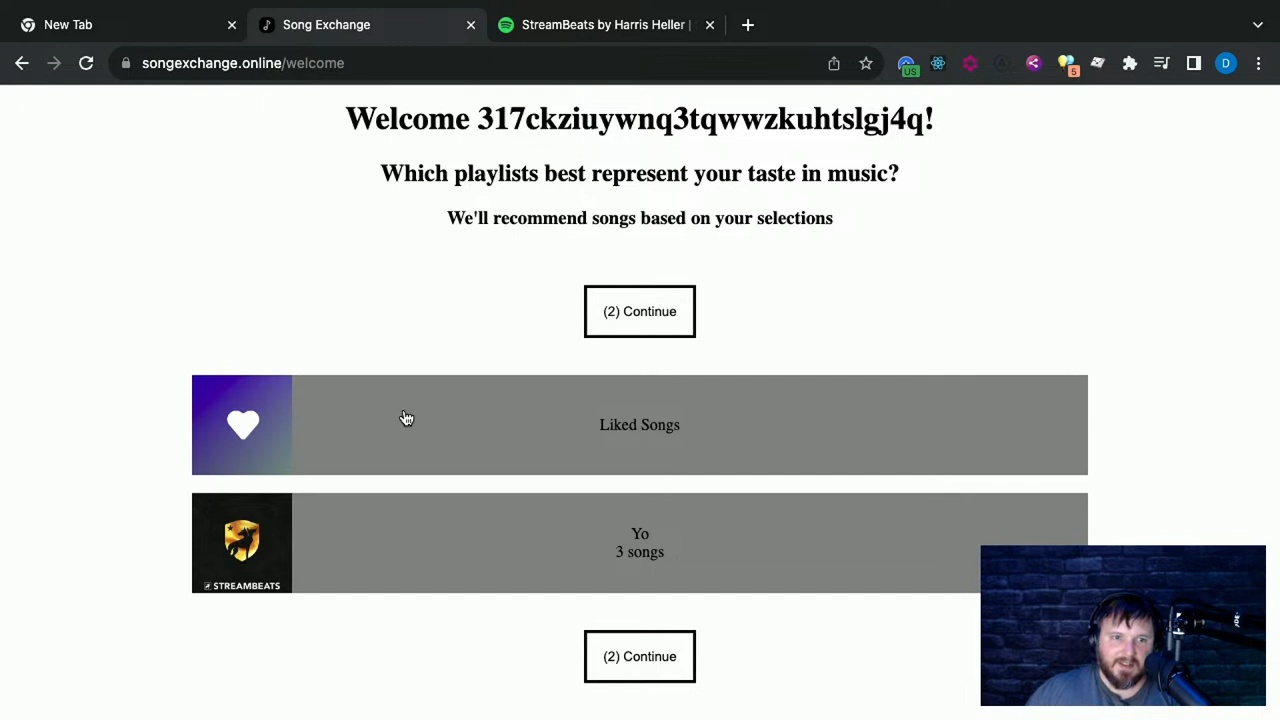 New Tab
Song Exchange
StreamBeats by Harris Heller |
songexchange.online/welcome
US
5
D
Welcome 317ckziuywnq3tqwwzkuhtslgj4q!
Which playlists best represent your taste in music?
We'll recommend songs based on your selections
(2) Continue
Liked Songs
Yo
3 songs
STREAMBEATS
(2) Continue